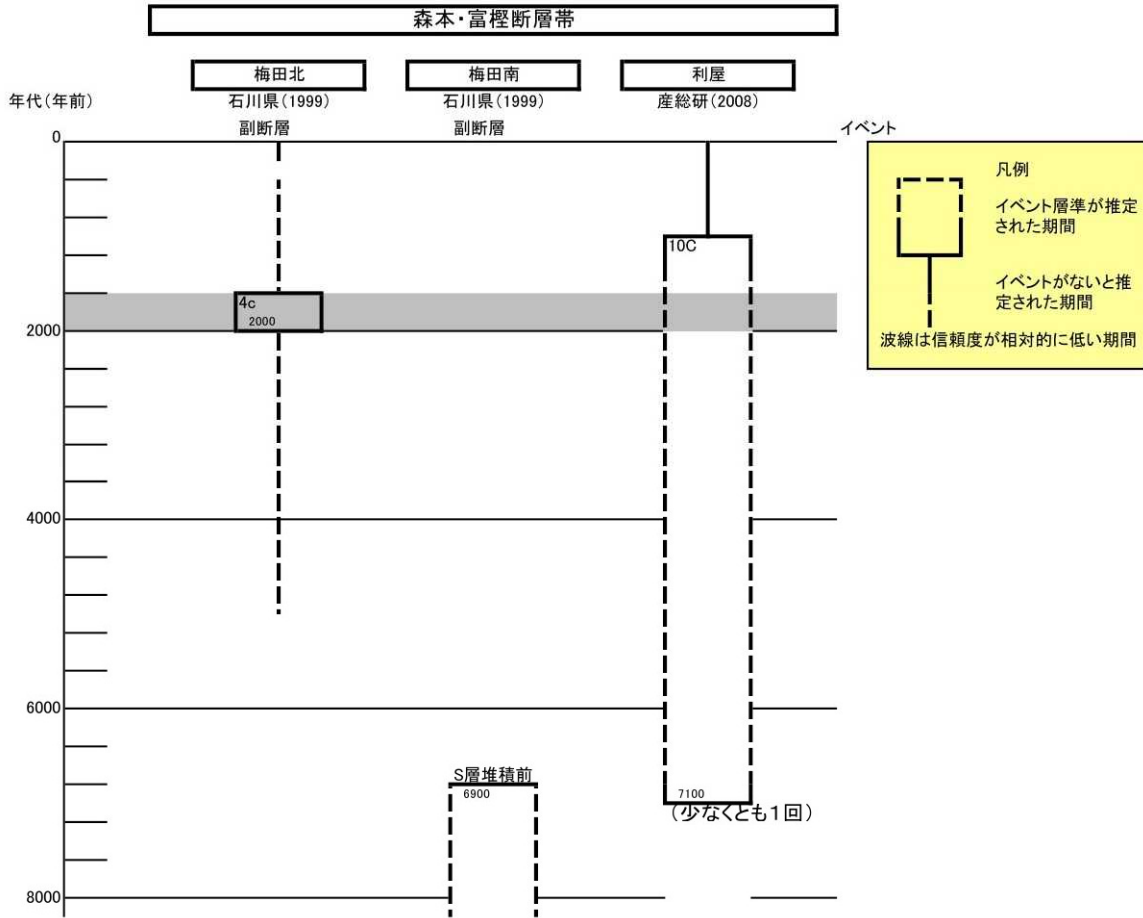 森本・富樫断層帯
梅田北
梅田南
利屋
年代（年前）
石川県（1999）
石川県（1999）
産総研（2008）
副断層
副断層
イベント
0
凡例
イベント層準が推定
された期間
10C
イベントがないと推
定された期間
4c
2000
2000
波線は信頼度が相対的に低い期間
4000
6000
S層堆積前
6900
7100
（少なくとも１回）
8000